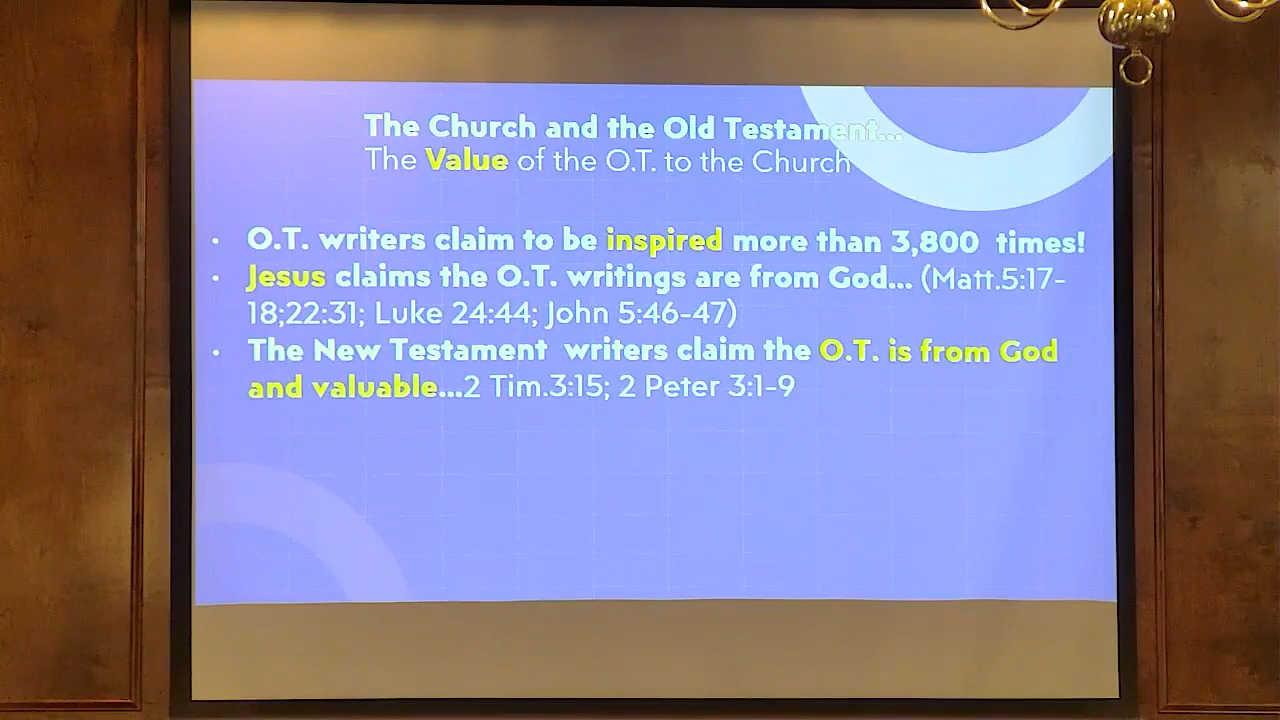 The Church and the Old Testament...
The Value of the O.T. to the Church
• O.T. writers claim to be inspired more than 3,800  times!
• Jesus claims the O.T. writings are from God... (Matt.5:17-
18;22:31; Luke 24:44; John 5:46-47)
• The New Testament  writers claim the O.T. is from God
and valuable...2 Tim.3:15; 2 Peter 3:1-9